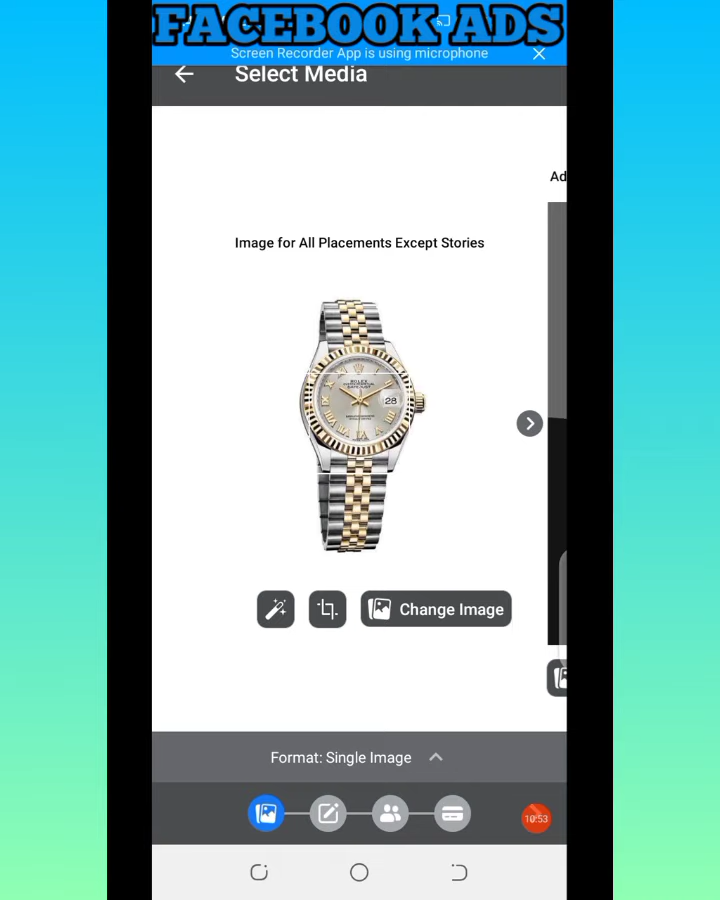 FACEBOOK ADS
Screen Recorder App is using microphone
Select Media
Ad
Image for All Placements Except Stories
ROLEX
28
Change Image
Format: Single Image
10:53